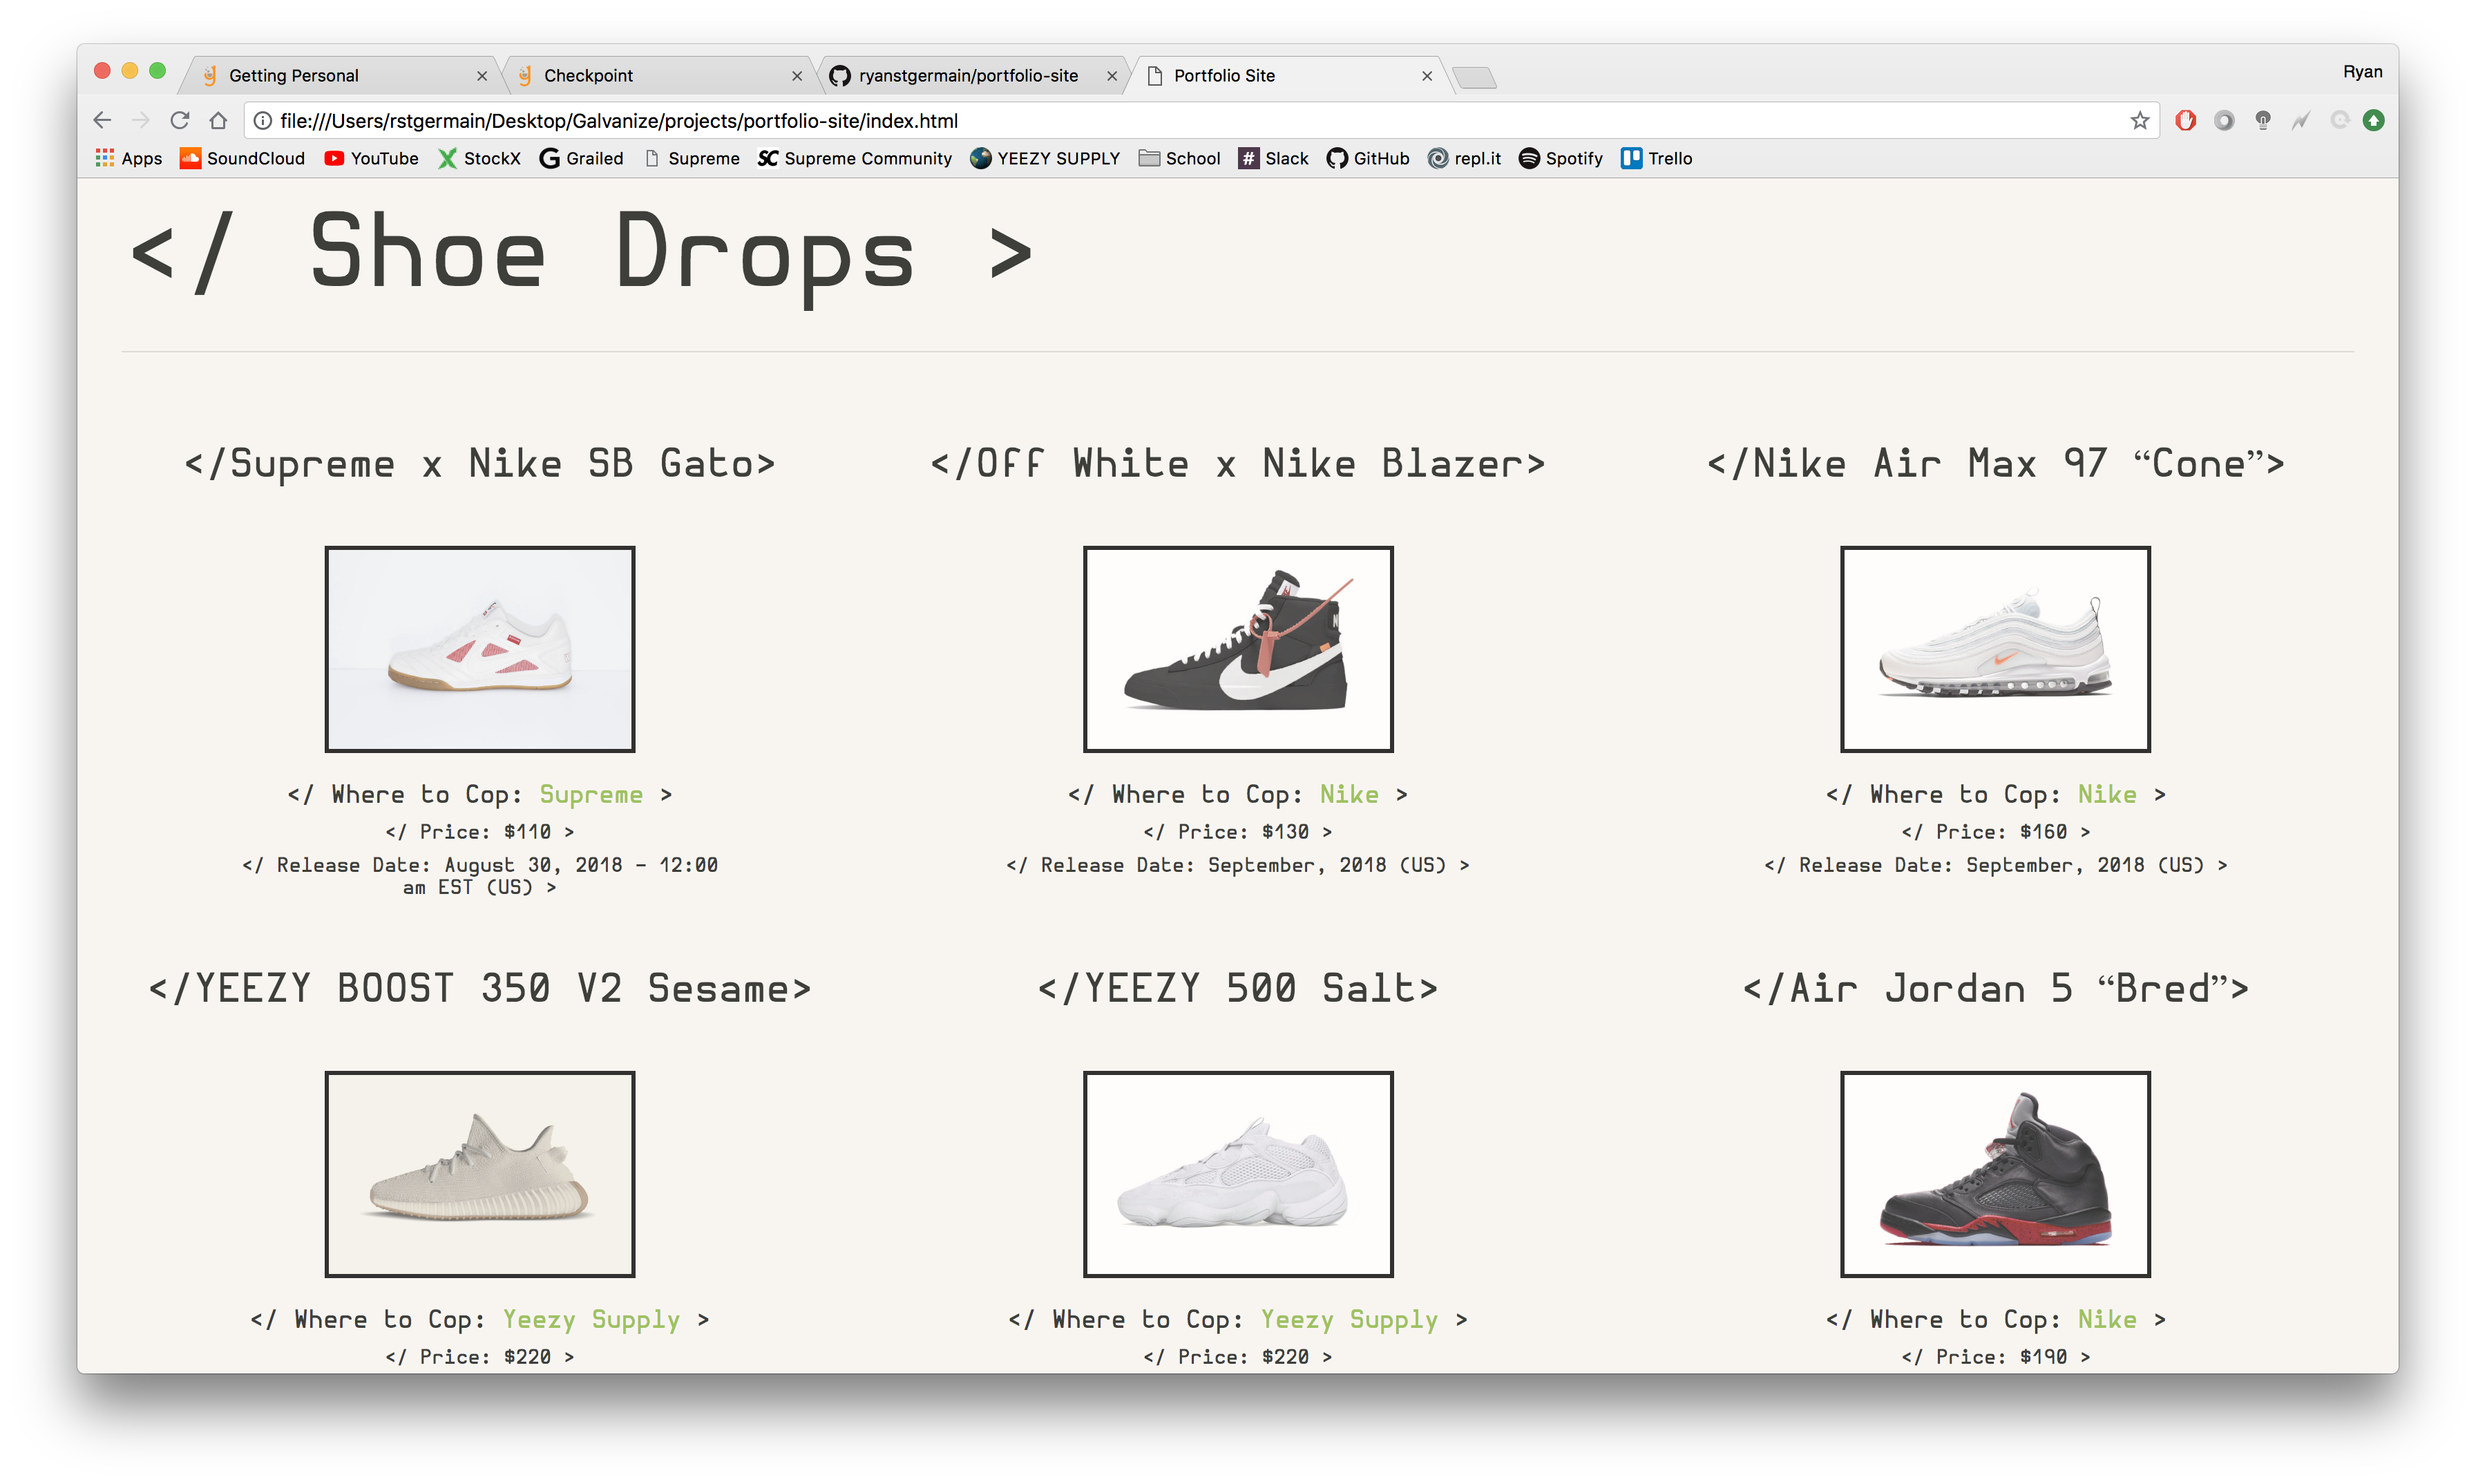 Getting Personal
Checkpoint
ryanstgermain/portfolio-site
Portfolio Site
Ryan
file:///Users/rstgermain/Desktop/Galvanize/projects/portfolio-site/index.html
Apps SoundCloud YouTube StockX Grailed Supreme Supreme Community YEEZY SUPPLY School Slack GitHub repl.it Spotify Trello
</ Shoe Drops >
</Supreme x Nike SB Gato>
</ Where to Cop: Supreme >
</ Price: $110 >
</ Release Date: August 30, 2018 - 12:00
am EST (US) >
</Off White x Nike Blazer>
</ Where to Cop: Nike >
</ Price: $130 >
</ Release Date: September, 2018 (US) >
</Nike Air Max 97 “Cone”>
</ Where to Cop: Nike >
</ Price: $160 >
</ Release Date: September, 2018 (US) >
</YEEZY BOOST 350 V2 Sesame>
</ Where to Cop: Yeezy Supply >
</ Price: $220 >
</YEEZY 500 Salt>
</ Where to Cop: Yeezy Supply >
</ Price: $220 >
</Air Jordan 5 “Bred”>
</ Where to Cop: Nike >
</ Price: $190 >